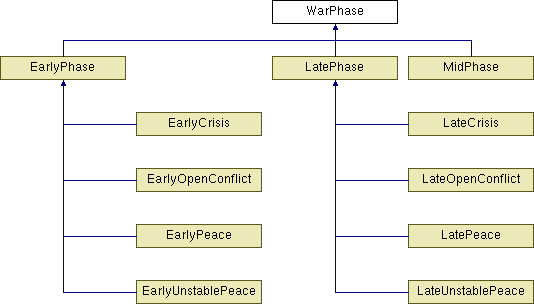 WarPhase
EarlyPhase
LatePhase
MidPhase
EarlyCrisis
LateCrisis
EarlyOpenConflict
LateOpenConflict
EarlyPeace
LatePeace
EarlyUnstablePeace
LateUnstablePeace